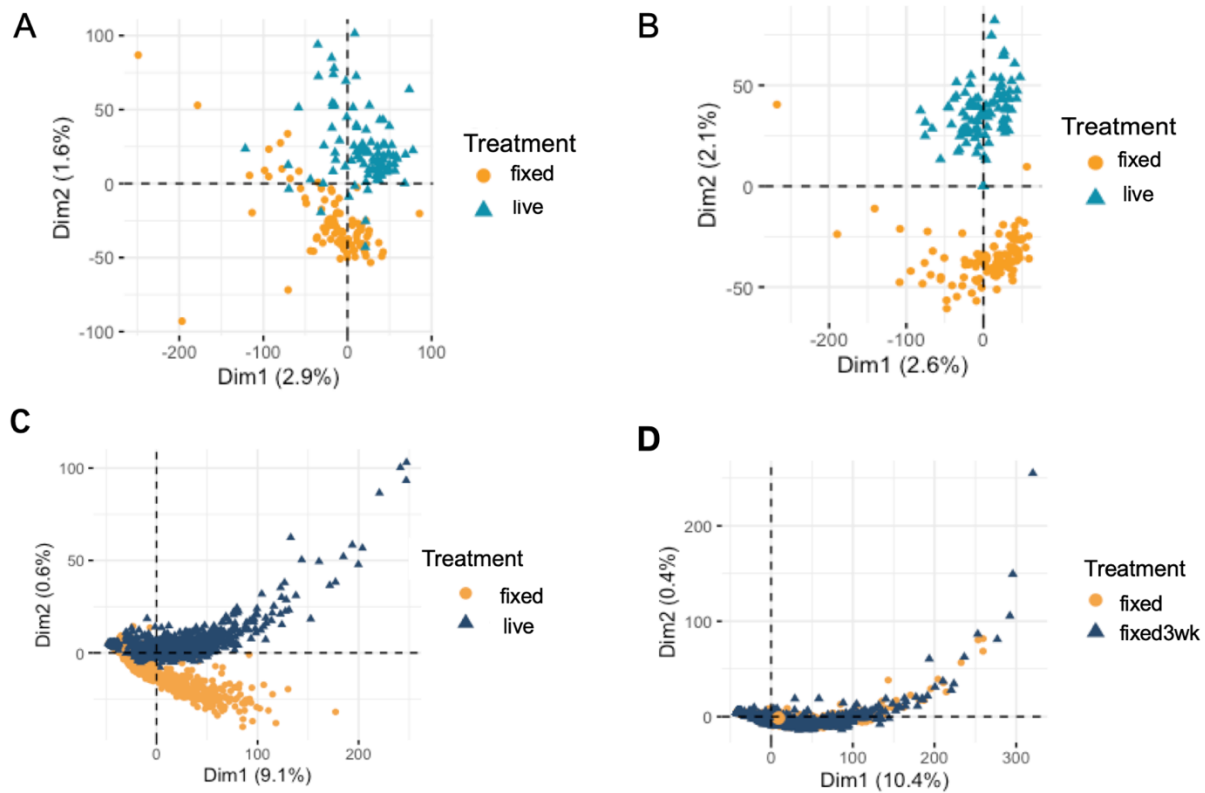 A
100
50
0
-50
-100
Dim2 (1.6%)
-200
-100
0
100
Dim1 (2.9%)
Treatment
fixed
live
B
50
0
-50
Dim2 (2.1%)
-200
-100
0
Dim1 (2.6%)
Treatment
fixed
live
C
100
50
0
Dim2 (0.6%)
0
100
200
Dim1 (9.1%)
Treatment
fixed
live
D
200
100
0
Dim2 (0.4%)
0
100
200
300
Dim1 (10.4%)
Treatment
fixed
fixed3wk